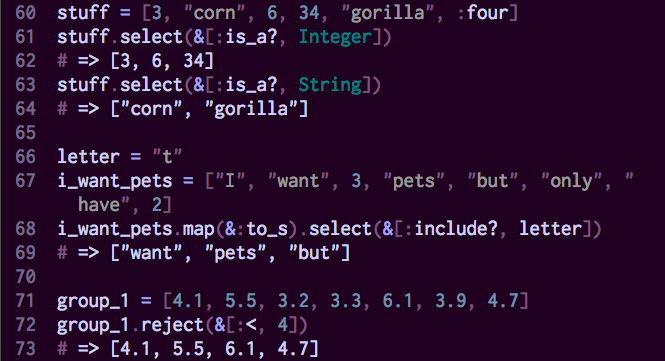 60 stuff = [3, "corn", 6, 34, "gorilla", :four]
61 stuff.select(&[:is_a?, Integer])
62 # => [3, 6, 34]
63 stuff.select(&[:is_a?, String])
64 # => ["corn", "gorilla"]
65
66 letter = "t"
67 i_want_pets = ["I", "want", 3, "pets", "but", "only", "
have", 2]
68 i_want_pets.map(&:to_s).select(&[:include?, letter])
69 # => ["want", "pets", "but"]
70
71 group_1 = [4.1, 5.5, 3.2, 3.3, 6.1, 3.9, 4.7]
72 group_1.reject(&[:<, 4])
73 # => [4.1, 5.5, 6.1, 4.7]